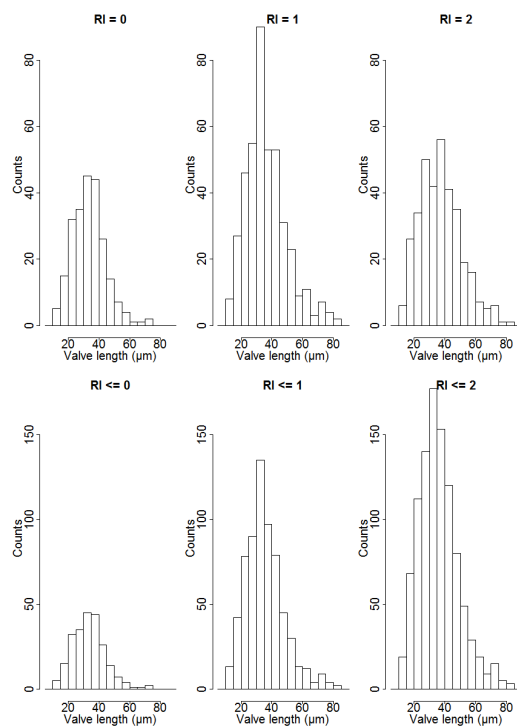 RI = 0
RI = 1
RI = 2
Counts
0 20 40 60 80
20 40 60 80
Valve length (µm)
Counts
0 20 40 60 80
20 40 60 80
Valve length (µm)
Counts
0 20 40 60 80
20 40 60 80
Valve length (µm)
RI <= 0
RI <= 1
RI <= 2
Counts
0 50 100 150
20 40 60 80
Valve length (µm)
Counts
0 50 100 150
20 40 60 80
Valve length (µm)
Counts
0 50 100 150
20 40 60 80
Valve length (µm)